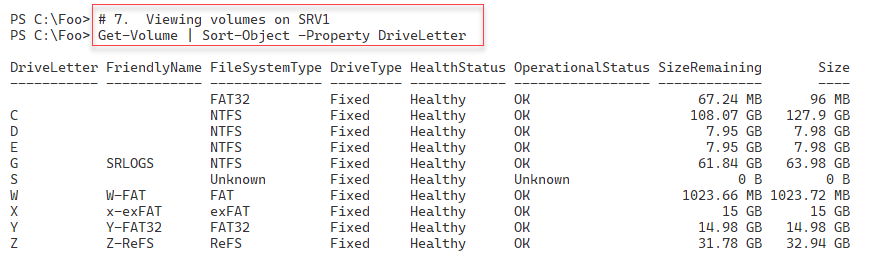 PS C:\Foo> # 7.  Viewing volumes on SRV1
PS C:\Foo> Get-Volume | Sort-Object -Property DriveLetter
DriveLetter FriendlyName FileSystemType DriveType HealthStatus OperationalStatus SizeRemaining       Size
----------- ------------ -------------- --------- ------------ ----------------- -------------       ----
                         FAT32          Fixed     Healthy      OK                     67.24 MB      96 MB
C                        NTFS           Fixed     Healthy      OK                    108.07 GB   127.9 GB
D                        NTFS           Fixed     Healthy      OK                      7.95 GB    7.98 GB
E                        NTFS           Fixed     Healthy      OK                      7.95 GB    7.98 GB
G           SRLOGS       NTFS           Fixed     Healthy      OK                     61.84 GB   63.98 GB
S                        Unknown        Fixed     Healthy      Unknown                     0 B        0 B
W           W-FAT        FAT            Fixed     Healthy      OK                   1023.66 MB 1023.72 MB
X           x-exFAT      exFAT          Fixed     Healthy      OK                        15 GB      15 GB
Y           Y-FAT32      FAT32          Fixed     Healthy      OK                     14.98 GB   14.98 GB
Z           Z-ReFS       ReFS           Fixed     Healthy      OK                     31.78 GB   32.94 GB